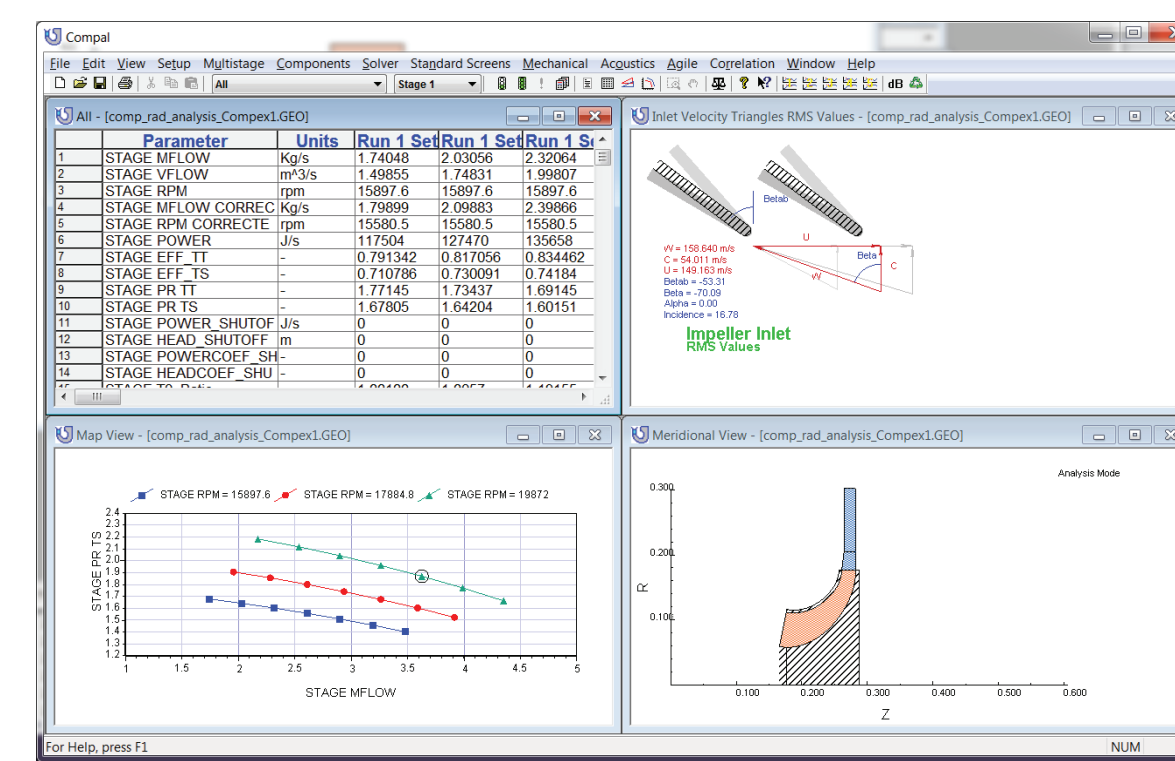 Compal
File Edit View Setup Multistage Components Solver Standard Screens Mechanical Acoustics Agile Correlation Window Help
All Stage 1 dB
All - [comp_rad_analysis_Compex1.GEO]
Parameter Units Run 1 Set Run 1 Set Run 1 Se
1 STAGE MFLOW Kg/s 1.74048 2.03056 2.32064
2 STAGE VFLOW m^3/s 1.49855 1.74831 1.99807
3 STAGE RPM rpm 15897.6 15897.6 15897.6
4 STAGE MFLOW CORREC Kg/s 1.79899 2.09883 2.39866
5 STAGE RPM CORRECTE rpm 15580.5 15580.5 15580.5
6 STAGE POWER J/s 117504 127470 135658
7 STAGE EFF_TT - 0.791342 0.817056 0.834462
8 STAGE EFF_TS - 0.710786 0.730091 0.74184
9 STAGE PR TT - 1.77145 1.73437 1.69145
10 STAGE PR TS - 1.67805 1.64204 1.60151
11 STAGE POWER_SHUTOF J/s 0 0 0
12 STAGE HEAD_SHUTOFF m 0 0 0
13 STAGE POWERCOEF_SH - 0 0 0
14 STAGE HEADCOEF_SHU - 0 0 0
Inlet Velocity Triangles RMS Values - [comp_rad_analysis_Compex1.GEO]
Betab
U
Beta
C
W
W = 158.640 m/s
C = 54.011 m/s
U = 149.163 m/s
Betab = -53.31
Beta = -70.09
Alpha = 0.00
Incidence = 16.78
Impeller Inlet
RMS Values
Map View - [comp_rad_analysis_Compex1.GEO]
STAGE RPM = 15897.6 STAGE RPM = 17884.8 STAGE RPM = 19872
STAGE PR TS
2.4
2.3
2.2
2.1
2.0
1.9
1.8
1.7
1.6
1.5
1.4
1.3
1.2
1 1.5 2 2.5 3 3.5 4 4.5 5
STAGE MFLOW
Meridional View - [comp_rad_analysis_Compex1.GEO]
Analysis Mode
0.300
0.200
R
0.100
0.100 0.200 0.300 0.400 0.500 0.600
Z
For Help, press F1 NUM